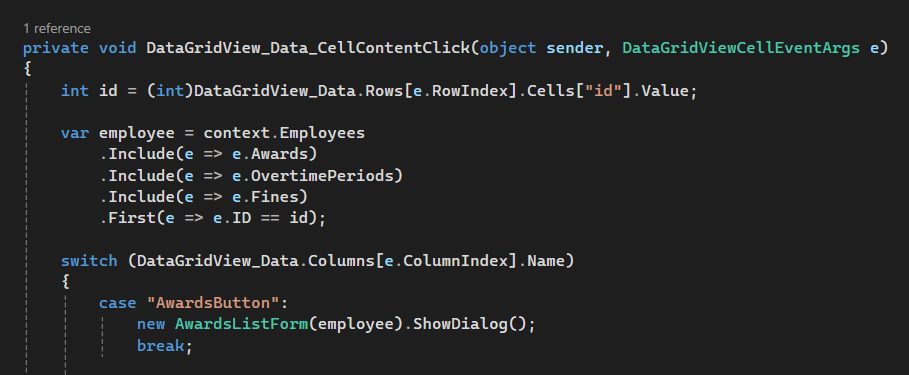 1 reference
private void DataGridView_Data_CellContentClick(object sender, DataGridViewCellEventArgs e)
{
int id = (int)DataGridView_Data.Rows[e.RowIndex].Cells["id"].Value;
var employee = context.Employees
.Include(e => e.Awards)
.Include(e => e.OvertimePeriods)
.Include(e => e.Fines)
.First(e => e.ID == id);
switch (DataGridView_Data.Columns[e.ColumnIndex].Name)
{
case "AwardsButton":
new AwardsListForm(employee).ShowDialog();
break;